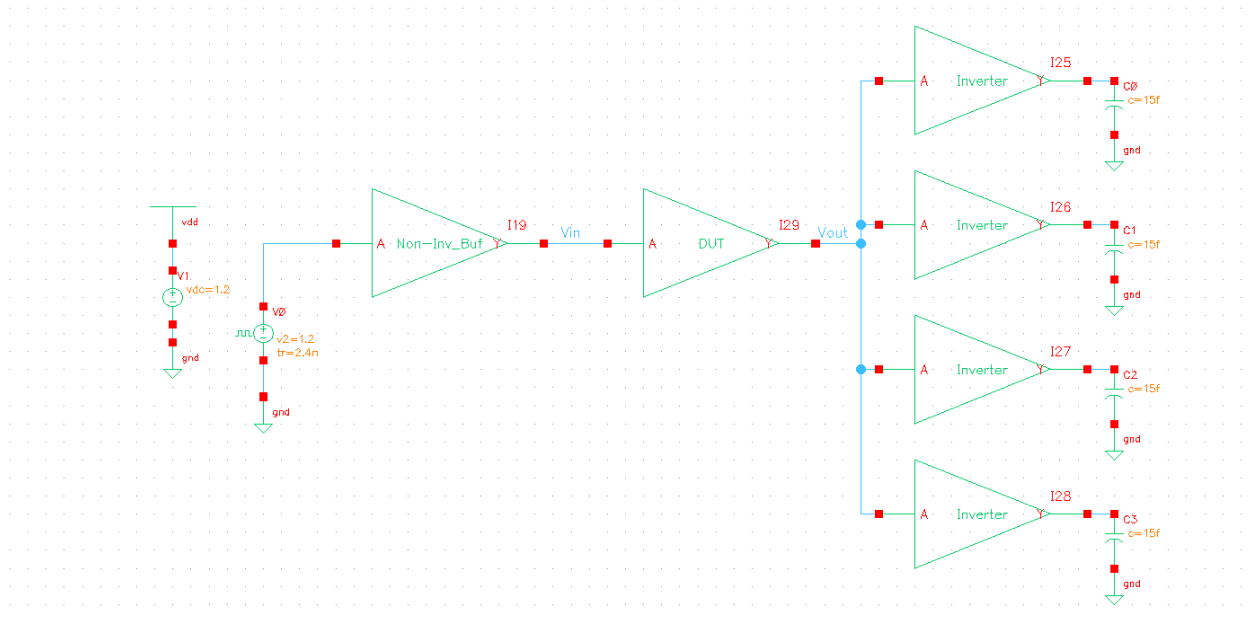 vdd
V1
vdc=1.2
gnd
VØ
v2=1.2
tr=2.4n
gnd
A Non-Inv_Buf Y
I19
Vin
A DUT Y
I29
Vout
A Inverter Y
I25
CØ
c=15f
gnd
A Inverter Y
I26
C1
c=15f
gnd
A Inverter Y
I27
C2
c=15f
gnd
A Inverter Y
I28
C3
c=15f
gnd